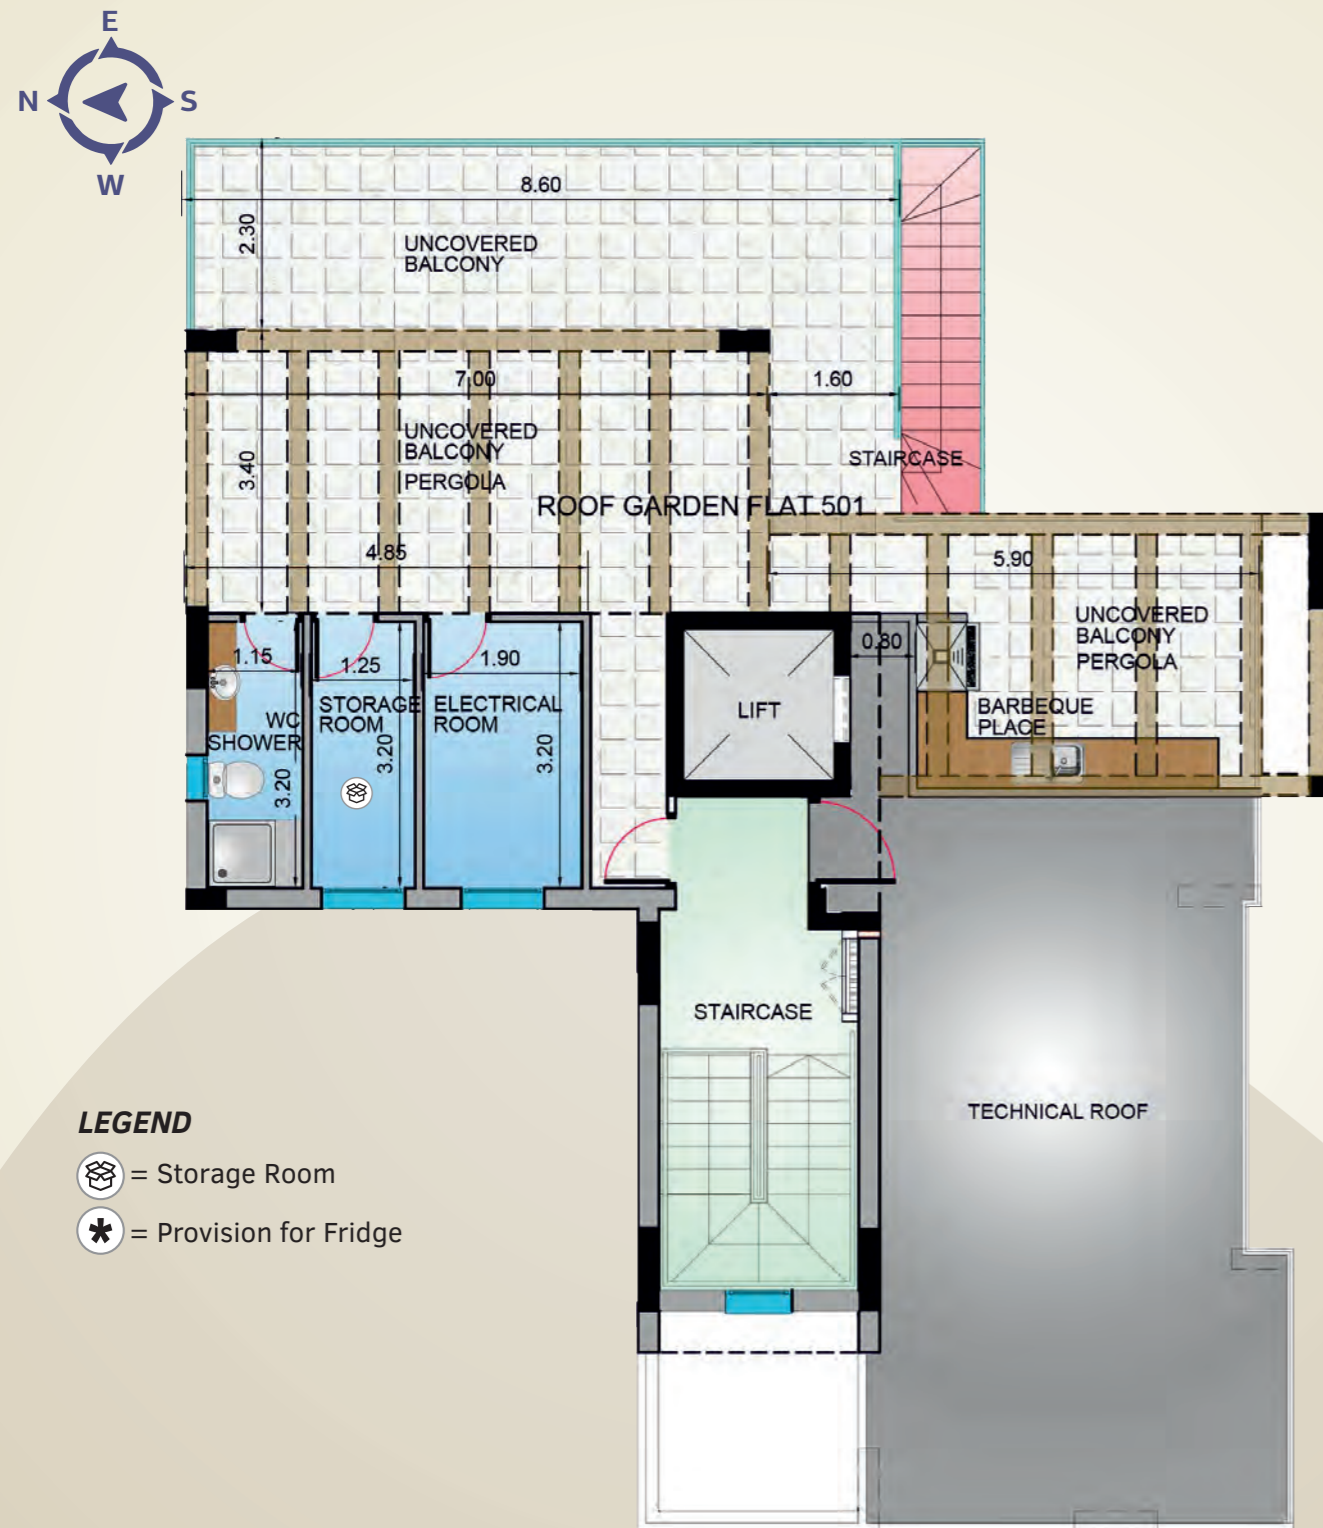 E
N
S
W
8.60
2.30
UNCOVERED
BALCONY
7.00
1.60
UNCOVERED
BALCONY
PERGOLA
3.40
STAIRCASE
ROOF GARDEN FLAT 501
4.85
5.90
UNCOVERED
BALCONY
PERGOLA
0.80
1.15
1.25
1.90
WC
SHOWER
3.20
STORAGE
ROOM
3.20
ELECTRICAL
ROOM
3.20
LIFT
BARBEQUE
PLACE
STAIRCASE
TECHNICAL ROOF
LEGEND
= Storage Room
* = Provision for Fridge